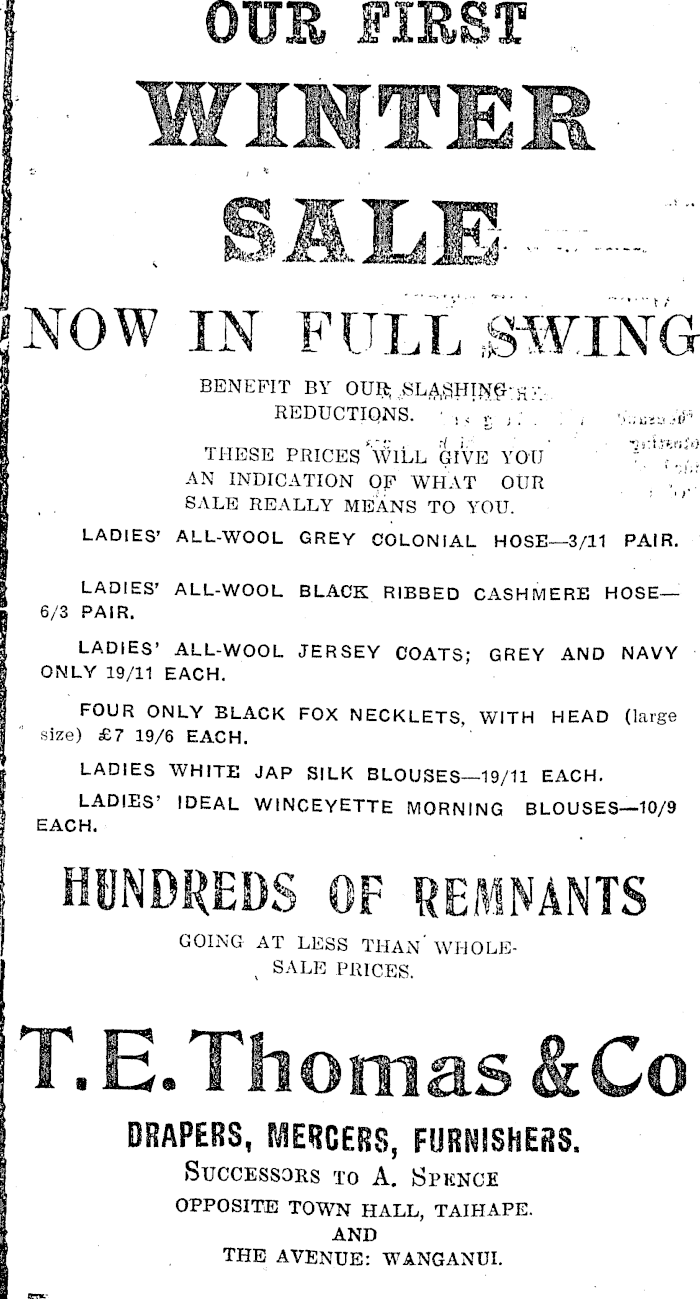 OUR FIRST
WINTER
SALE
NOW IN FULL SWING
BENEFIT BY OUR SLASHING
REDUCTIONS.
THESE PRICES WILL GIVE YOU
AN INDICATION OF WHAT OUR
SALE REALLY MEANS TO YOU.
LADIES' ALL-WOOL GREY COLONIAL HOSE—3/11 PAIR.
LADIES' ALL-WOOL BLACK RIBBED CASHMERE HOSE—
6/3 PAIR.
LADIES' ALL-WOOL JERSEY COATS; GREY AND NAVY
ONLY 19/11 EACH.
FOUR ONLY BLACK FOX NECKLETS, WITH HEAD (large
size) £7 19/6 EACH.
LADIES WHITE JAP SILK BLOUSES—19/11 EACH.
LADIES' IDEAL WINCEYETTE MORNING BLOUSES—10/9
EACH.
HUNDREDS OF REMNANTS
GOING AT LESS THAN WHOLE-
SALE PRICES.
T. E. Thomas & Co
DRAPERS, MERCERS, FURNISHERS.
SUCCESSORS TO A. SPENCE
OPPOSITE TOWN HALL, TAIHAPE.
AND
THE AVENUE: WANGANUI.